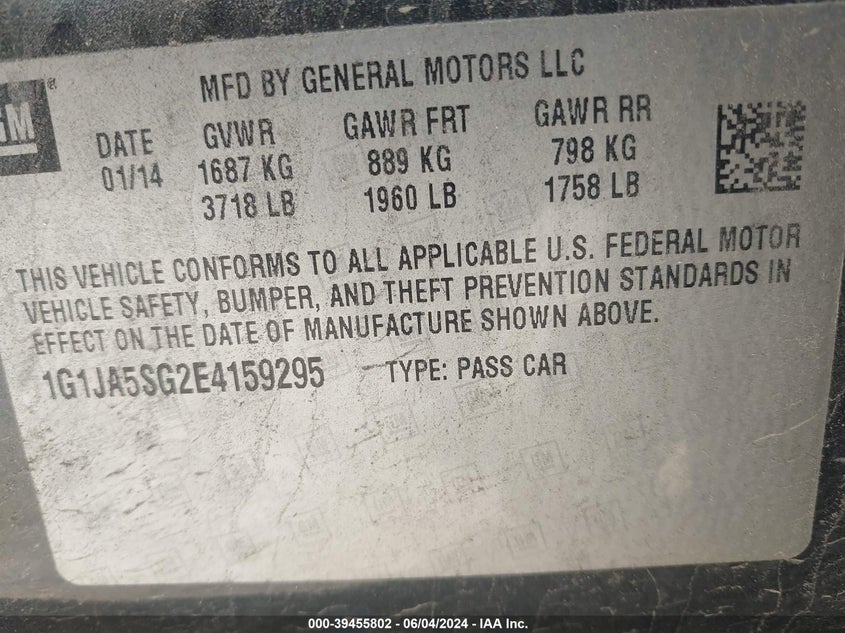 GM
MFD BY GENERAL MOTORS LLC
DATE GVWR GAWR FRT GAWR RR
01/14 1687 KG 889 KG 798 KG
3718 LB 1960 LB 1758 LB
THIS VEHICLE CONFORMS TO ALL APPLICABLE U.S. FEDERAL MOTOR
VEHICLE SAFETY, BUMPER, AND THEFT PREVENTION STANDARDS IN
EFFECT ON THE DATE OF MANUFACTURE SHOWN ABOVE.
1G1JA5SG2E4159295 TYPE: PASS CAR
000-39455802 - 06/04/2024 - IAA Inc.